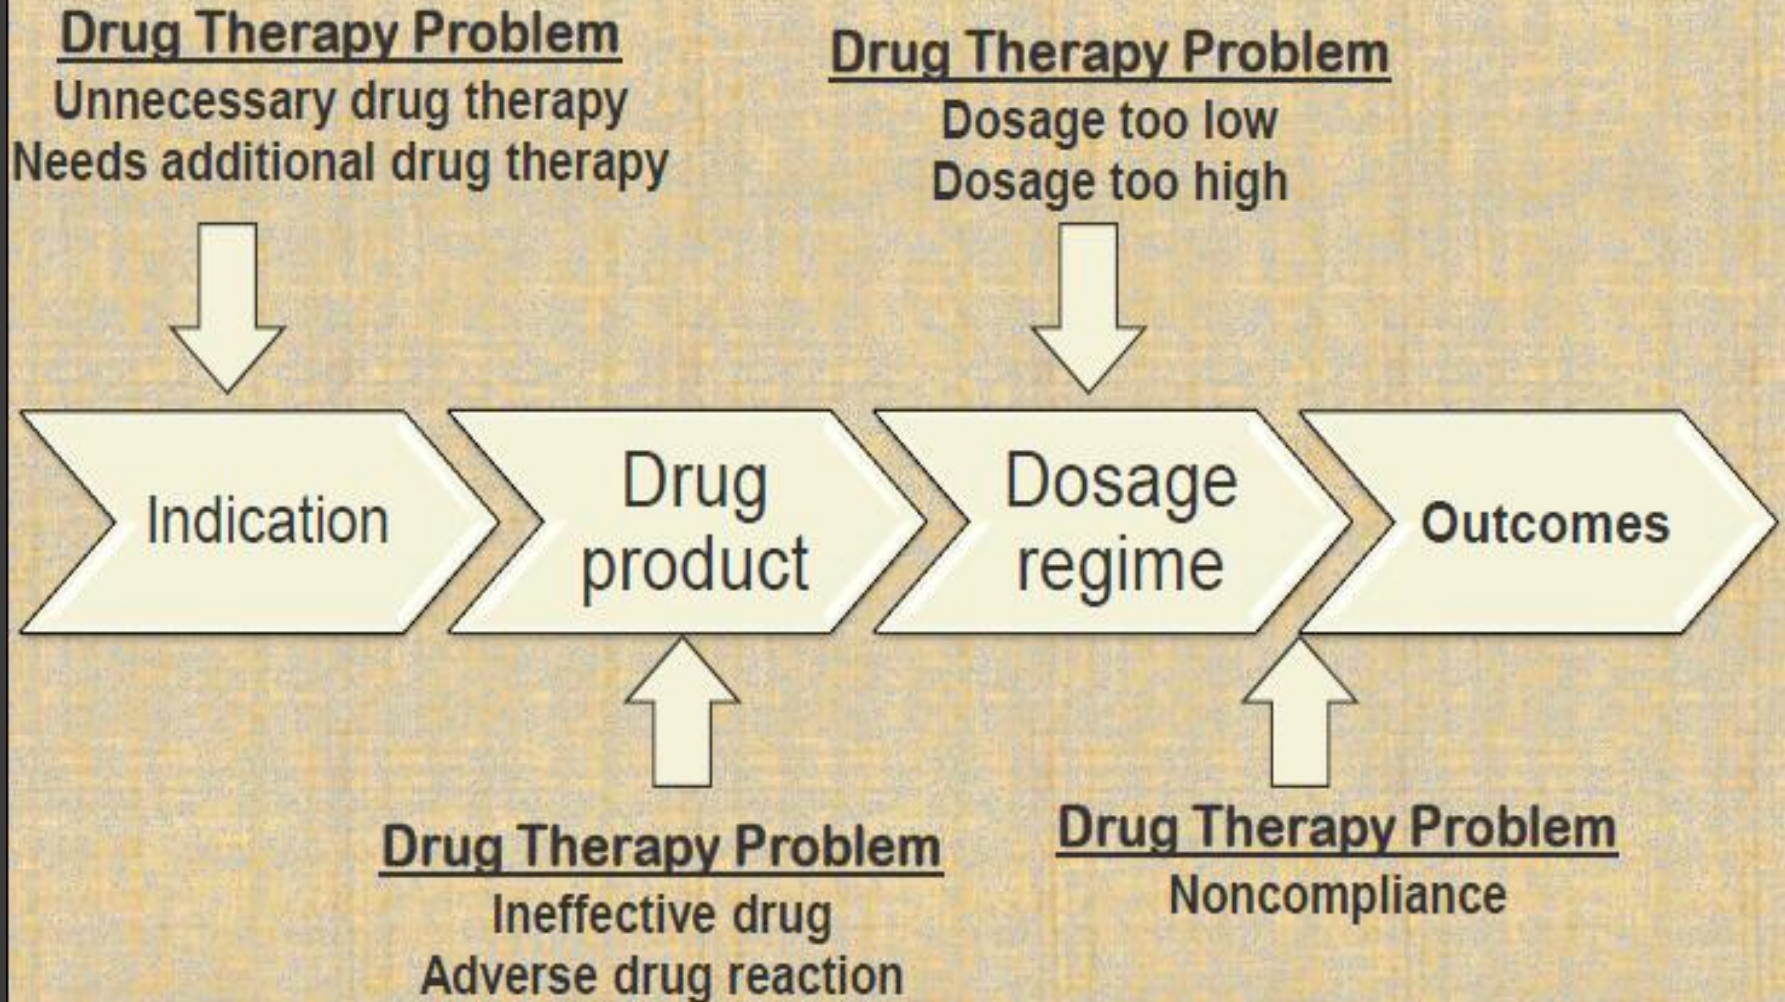 Drug Therapy Problem
Unnecessary drug therapy
Needs additional drug therapy
Drug Therapy Problem
Dosage too low
Dosage too high
Indication
Drug
product
Dosage
regime
Outcomes
Drug Therapy Problem
Ineffective drug
Adverse drug reaction
Drug Therapy Problem
Noncompliance